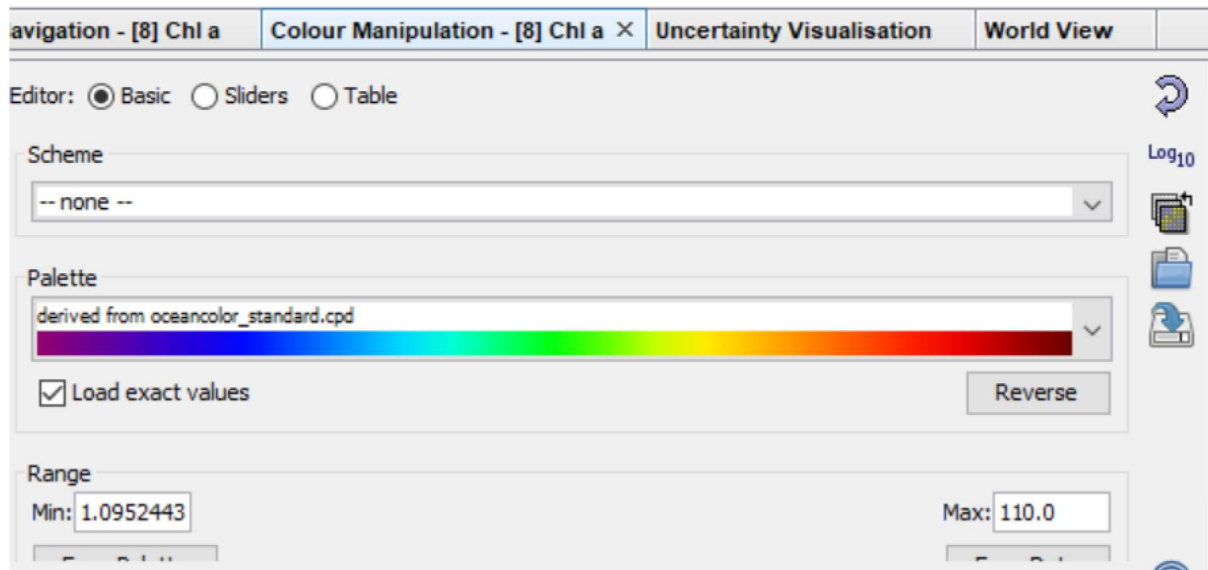 avigation - [8] Chl a Colour Manipulation - [8] Chl a × Uncertainty Visualisation World View
Editor: Basic Sliders Table
Scheme
Log10
-- none --
Palette
derived from oceancolor_standard.cpd
Load exact values Reverse
Range
Min: 1.0952443 Max: 110.0